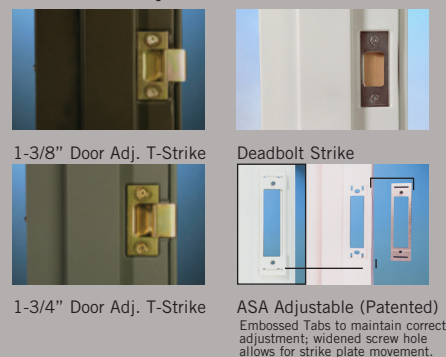 1-3/8" Door Adj. T-Strike
Deadbolt Strike
1-3/4" Door Adj. T-Strike
ASA Adjustable (Patented)
Embossed Tabs to maintain correct
adjustment; widened screw hole
allows for strike plate movement.